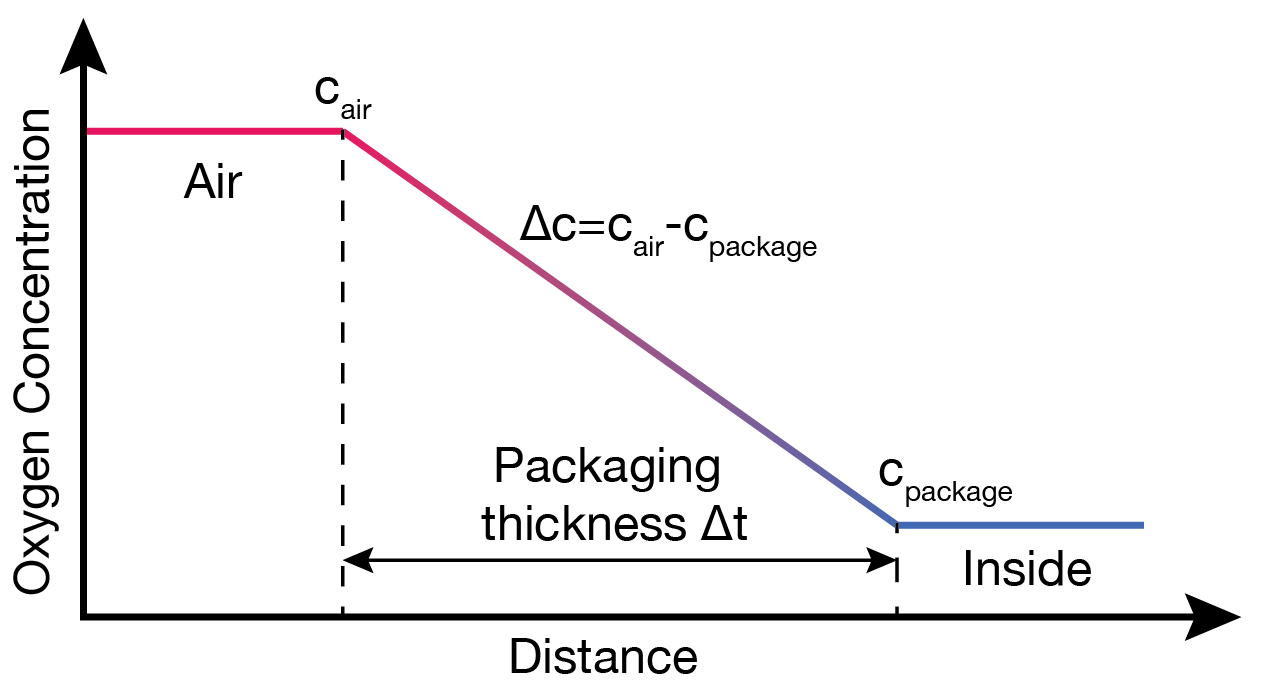 Oxygen Concentration
c_air
Air
Δc=c_air-c_package
Packaging
thickness Δt
c_package
Inside
Distance